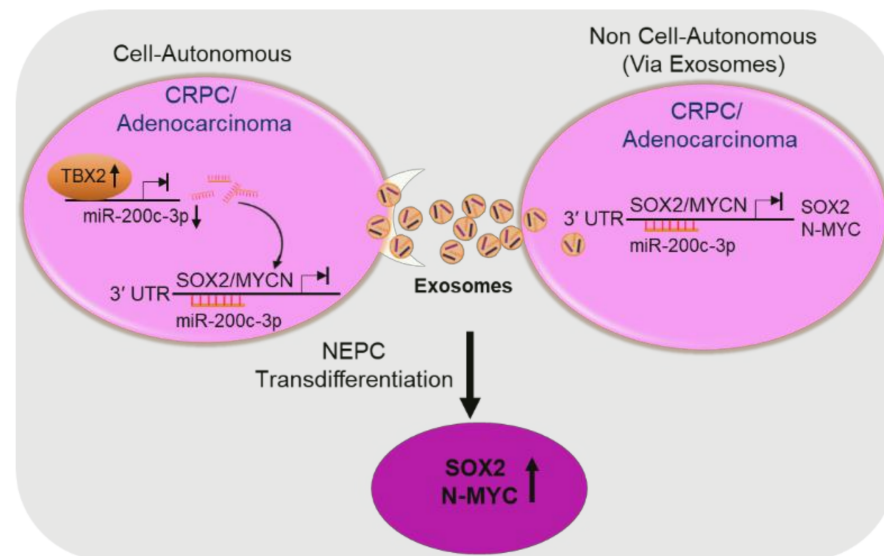 Cell-Autonomous
CRPC/
Adenocarcinoma
TBX2
miR-200c-3p
SOX2/MYCN
3′ UTR
miR-200c-3p
Exosomes
Non Cell-Autonomous
(Via Exosomes)
CRPC/
Adenocarcinoma
SOX2/MYCN
3′ UTR
SOX2
N-MYC
miR-200c-3p
NEPC
Transdifferentiation
SOX2
N-MYC